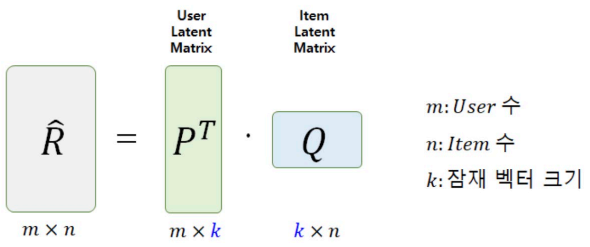 User
Latent
Matrix
Item
Latent
Matrix
R̂ = Pᵀ · Q
m × n
m × k
k × n
m: User 수
n: Item 수
k: 잠재 벡터 크기